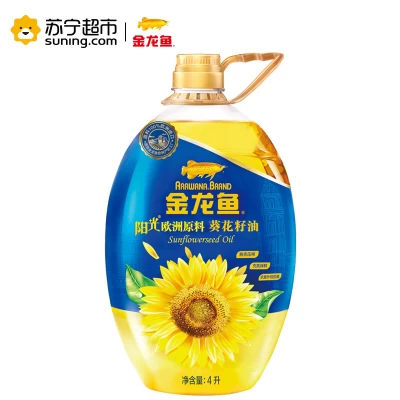 苏宁超市
suning.com
金龙鱼
ARAWANA BRAND
金龙鱼
阳光欧洲原料 葵花籽油
Sunflowerseed Oil
净含量:4升